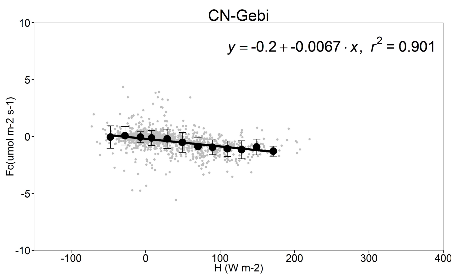 CN-Gebi
y = -0.2 + -0.0067 · x, r² = 0.901
10
5
0
-5
-10
Fc(umol m-2 s-1)
-100 0 100 200 300 400
H (W m-2)